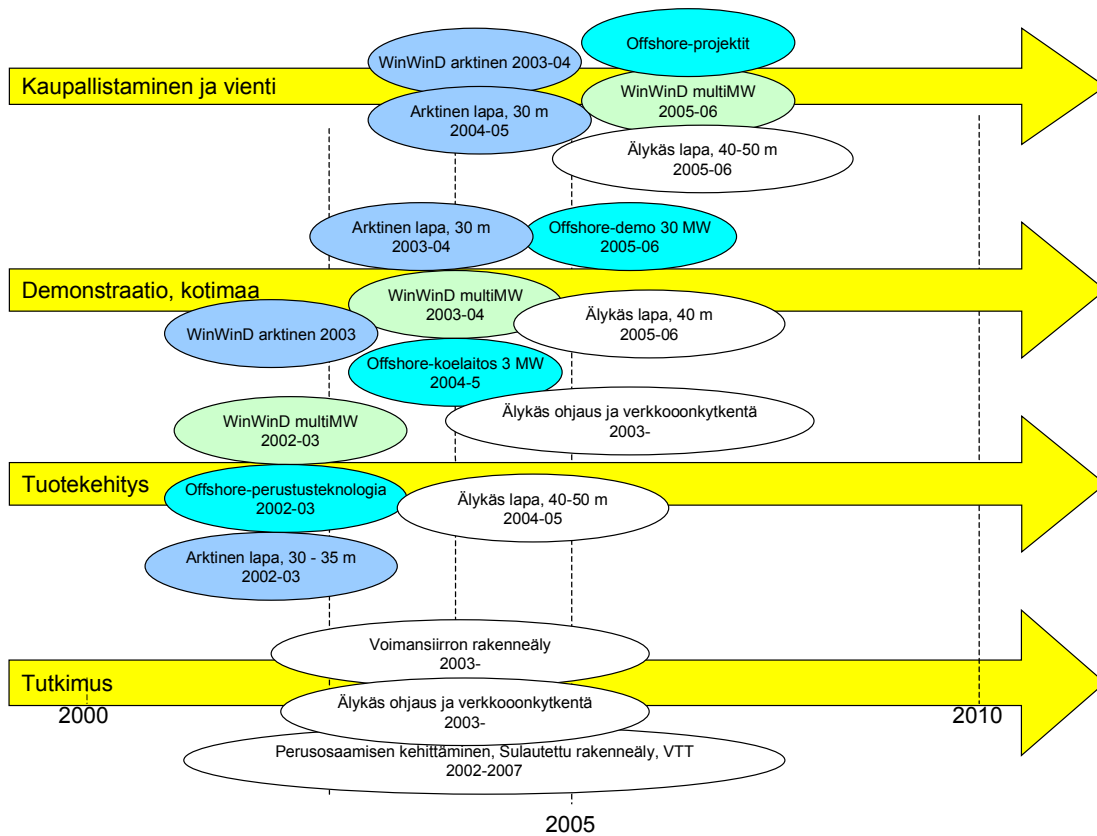 Offshore-projektit
WinWinD arktinen 2003-04
Kaupallistaminen ja vienti
WinWinD multiMW
2005-06
Arktinen lapa, 30 m
2004-05
Älykäs lapa, 40-50 m
2005-06
Arktinen lapa, 30 m
2003-04
Offshore-demo 30 MW
2005-06
Demonstraatio, kotimaa
WinWinD multiMW
2003-04
WinWinD arktinen 2003
Älykäs lapa, 40 m
2005-06
Offshore-koelaitos 3 MW
2004-5
Älykäs ohjaus ja verkkooonkytkentä
2003-
WinWinD multiMW
2002-03
Tuotekehitys
Offshore-perustusteknologia
2002-03
Älykäs lapa, 40-50 m
2004-05
Arktinen lapa, 30 - 35 m
2002-03
Voimansiirron rakenneäly
2003-
Tutkimus
Älykäs ohjaus ja verkkooonkytkentä
2003-
2000
2010
Perusosaamisen kehittäminen, Sulautettu rakenneäly, VTT
2002-2007
2005